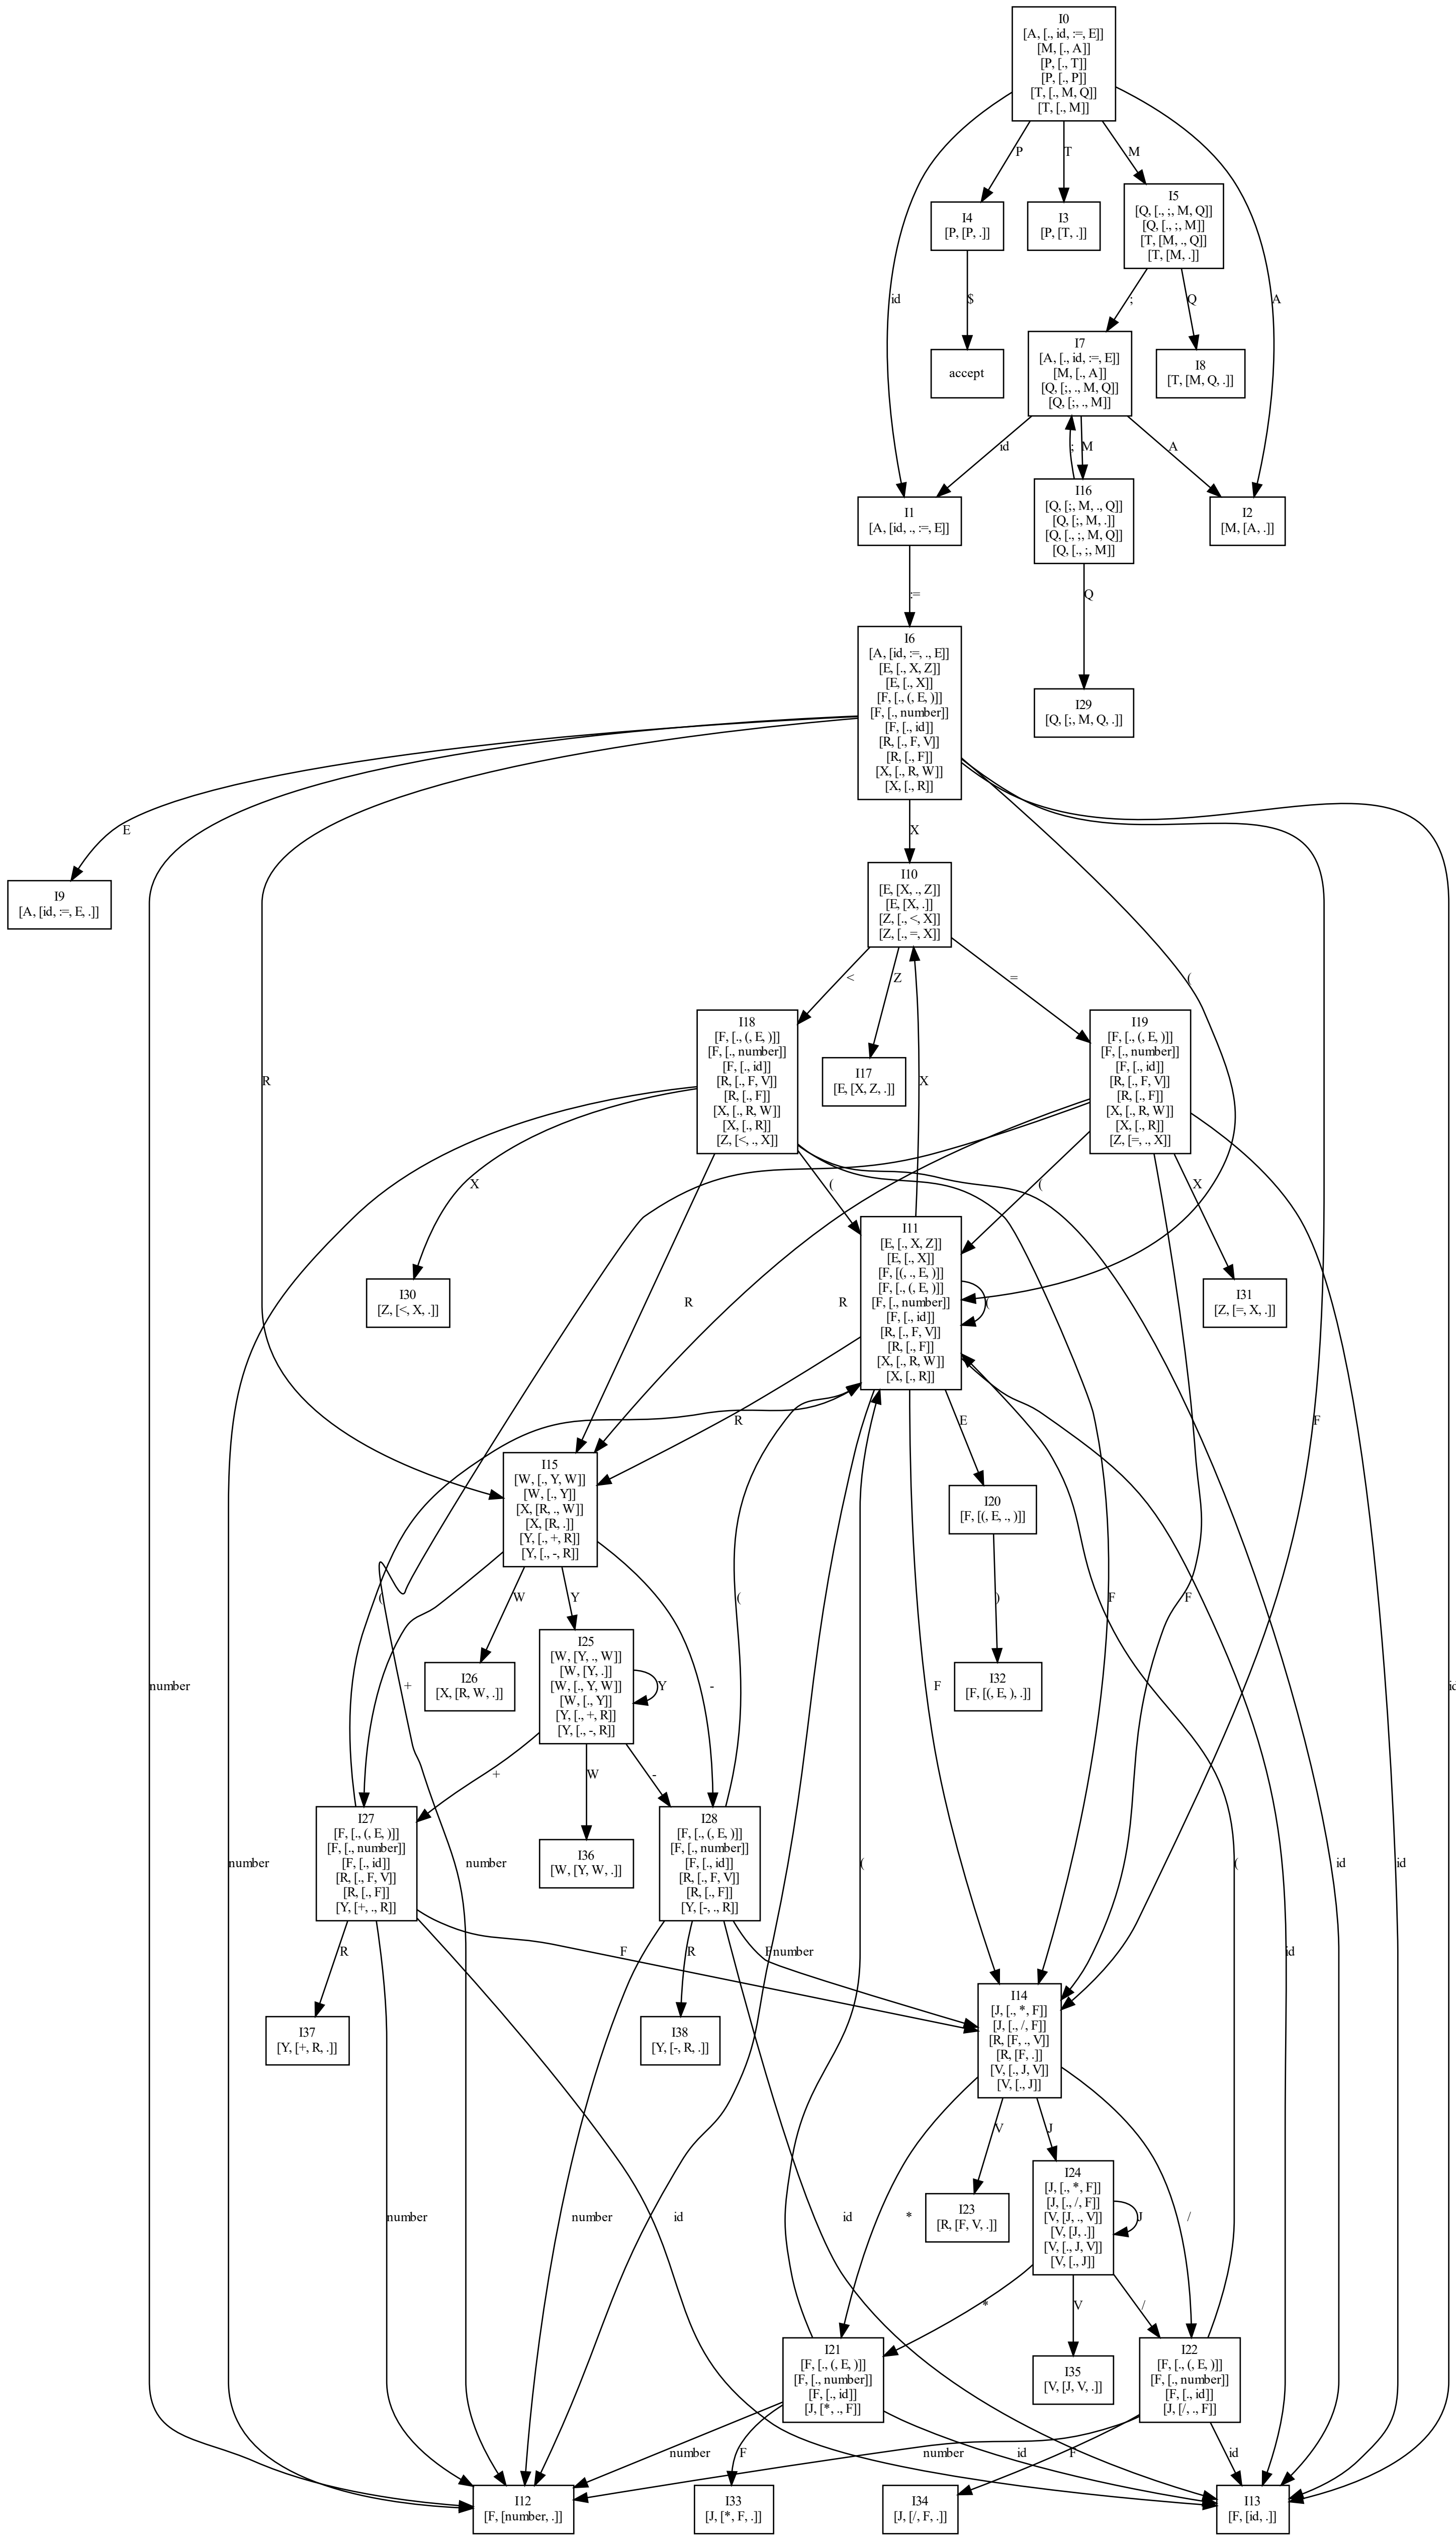 I0
[A, [., id, :=, E]]
[M, [., A]]
[P, [., T]]
[P, [., P]]
[T, [., M, Q]]
[T, [., M]]
P
T
M
I5
[Q, [., ;, M, Q]]
[Q, [., ;, M]]
[T, [M, ., Q]]
[T, [M, .]]
I4
[P, [P, .]]
I3
[P, [T, .]]
id
$
;
Q
A
I7
[A, [., id, :=, E]]
[M, [., A]]
[Q, [;, ., M, Q]]
[Q, [;, ., M]]
accept
I8
[T, [M, Q, .]]
id
;
M
A
I16
[Q, [;, M, ., Q]]
[Q, [;, M, .]]
[Q, [., ;, M, Q]]
[Q, [., ;, M]]
I1
[A, [id, ., :=, E]]
I2
[M, [A, .]]
:=
Q
I6
[A, [id, :=, ., E]]
[E, [., X, Z]]
[E, [., X]]
[F, [., (, E, )]]
[F, [., number]]
[F, [., id]]
[R, [., F, V]]
[R, [., F]]
[X, [., R, W]]
[X, [., R]]
I29
[Q, [;, M, Q, .]]
E
X
I9
[A, [id, :=, E, .]]
I10
[E, [X, ., Z]]
[E, [X, .]]
[Z, [., <, X]]
[Z, [., =, X]]
<
Z
=
(
I18
[F, [., (, E, )]]
[F, [., number]]
[F, [., id]]
[R, [., F, V]]
[R, [., F]]
[X, [., R, W]]
[X, [., R]]
[Z, [<, ., X]]
I17
[E, [X, Z, .]]
I19
[F, [., (, E, )]]
[F, [., number]]
[F, [., id]]
[R, [., F, V]]
[R, [., F]]
[X, [., R, W]]
[X, [., R]]
[Z, [=, ., X]]
R
X
X
(
(
X
I30
[Z, [<, X, .]]
R
R
I11
[E, [., X, Z]]
[E, [., X]]
[F, [(, ., E, )]]
[F, [., (, E, )]]
[F, [., number]]
[F, [., id]]
[R, [., F, V]]
[R, [., F]]
[X, [., R, W]]
[X, [., R]]
(
I31
[Z, [=, X, .]]
R
E
F
I15
[W, [., Y, W]]
[W, [., Y]]
[X, [R, ., W]]
[X, [R, .]]
[Y, [., +, R]]
[Y, [., -, R]]
I20
[F, [(, E, ., )]]
(
W
Y
(
)
F
F
number
+
I26
[X, [R, W, .]]
I25
[W, [Y, ., W]]
[W, [Y, .]]
[W, [., Y, W]]
[W, [., Y]]
[Y, [., +, R]]
[Y, [., -, R]]
Y
-
F
I32
[F, [(, E, ), .]]
id
+
W
-
I27
[F, [., (, E, )]]
[F, [., number]]
[F, [., id]]
[R, [., F, V]]
[R, [., F]]
[Y, [+, ., R]]
I36
[W, [Y, W, .]]
I28
[F, [., (, E, )]]
[F, [., number]]
[F, [., id]]
[R, [., F, V]]
[R, [., F]]
[Y, [-, ., R]]
number
number
(
(
id
id
R
F
R
F
number
id
I37
[Y, [+, R, .]]
I38
[Y, [-, R, .]]
I14
[J, [., *, F]]
[J, [., /, F]]
[R, [F, ., V]]
[R, [F, .]]
[V, [., J, V]]
[V, [., J]]
V
J
I23
[R, [F, V, .]]
I24
[J, [., *, F]]
[J, [., /, F]]
[V, [J, ., V]]
[V, [J, .]]
[V, [., J, V]]
[V, [., J]]
number
number
id
id
*
J
/
*
V
/
I21
[F, [., (, E, )]]
[F, [., number]]
[F, [., id]]
[J, [*, ., F]]
I35
[V, [J, V, .]]
I22
[F, [., (, E, )]]
[F, [., number]]
[F, [., id]]
[J, [/, ., F]]
number
F
number
id
F
id
I12
[F, [number, .]]
I33
[J, [*, F, .]]
I34
[J, [/, F, .]]
I13
[F, [id, .]]